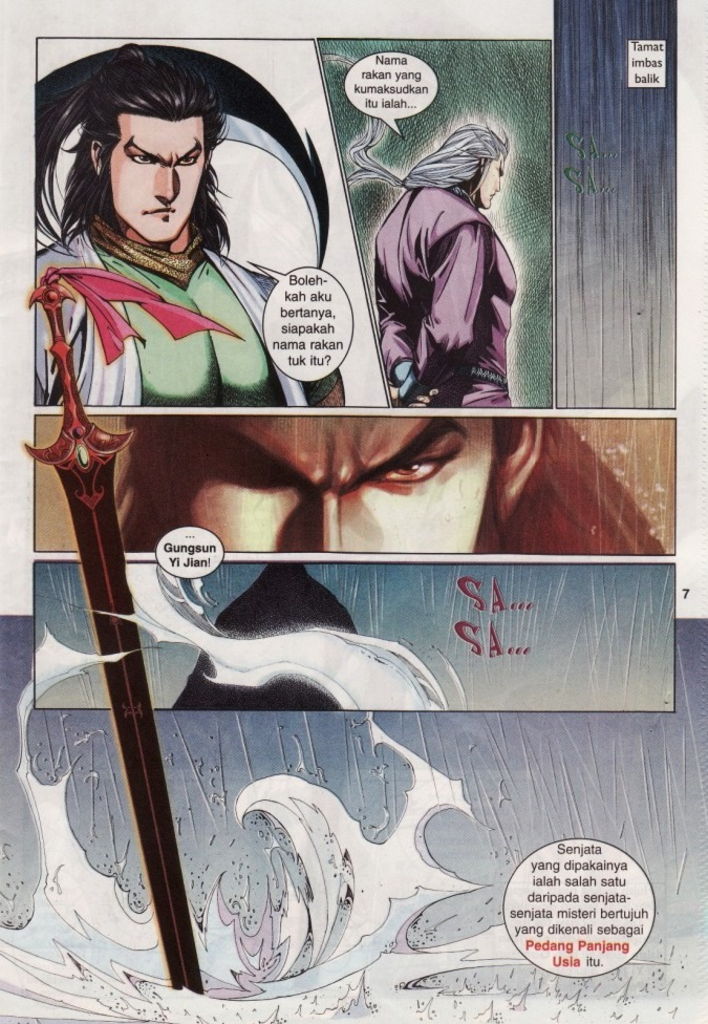 Boleh-
kah aku
bertanya,
siapakah
nama rakan
tuk itu?
Nama
rakan yang
kumaksudkan
itu ialah...
Tamat
imbas
balik
SA...
SA...
...
Gungsun
Yi Jian!
SA...
SA...
7
Senjata
yang dipakainya
ialah salah satu
daripada senjata-
senjata misteri bertujuh
yang dikenali sebagai
Pedang Panjang
Usia itu.